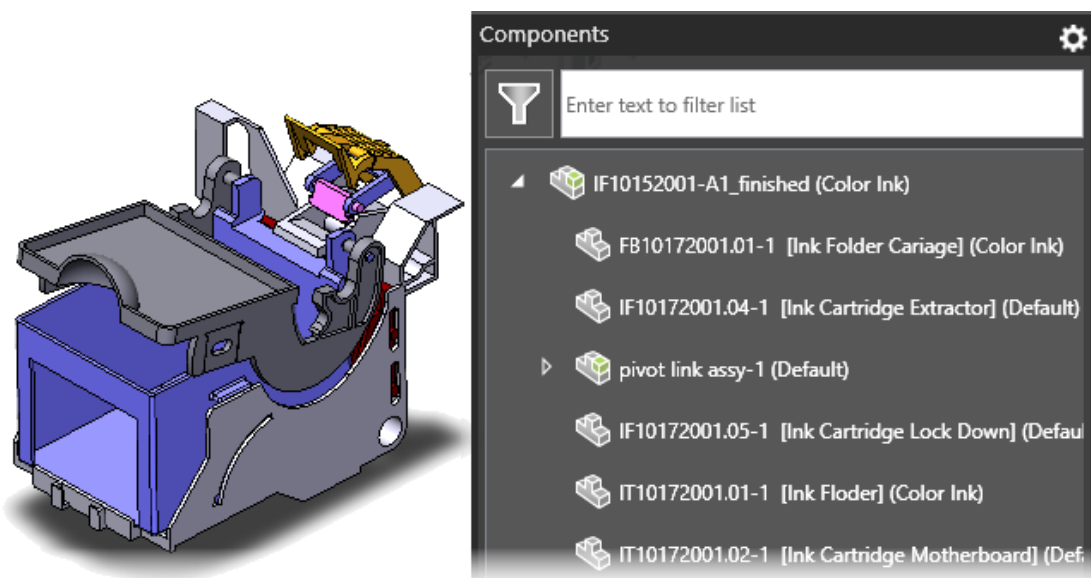 Components
Enter text to filter list
IF10152001-A1_finished (Color Ink)
FB10172001.01-1 [Ink Folder Cariage] (Color Ink)
IF10172001.04-1 [Ink Cartridge Extractor] (Default)
pivot link assy-1 (Default)
IF10172001.05-1 [Ink Cartridge Lock Down] (Defau
IT10172001.01-1 [Ink Floder] (Color Ink)
IT10172001.02-1 [Ink Cartridge Motherboard] (Def